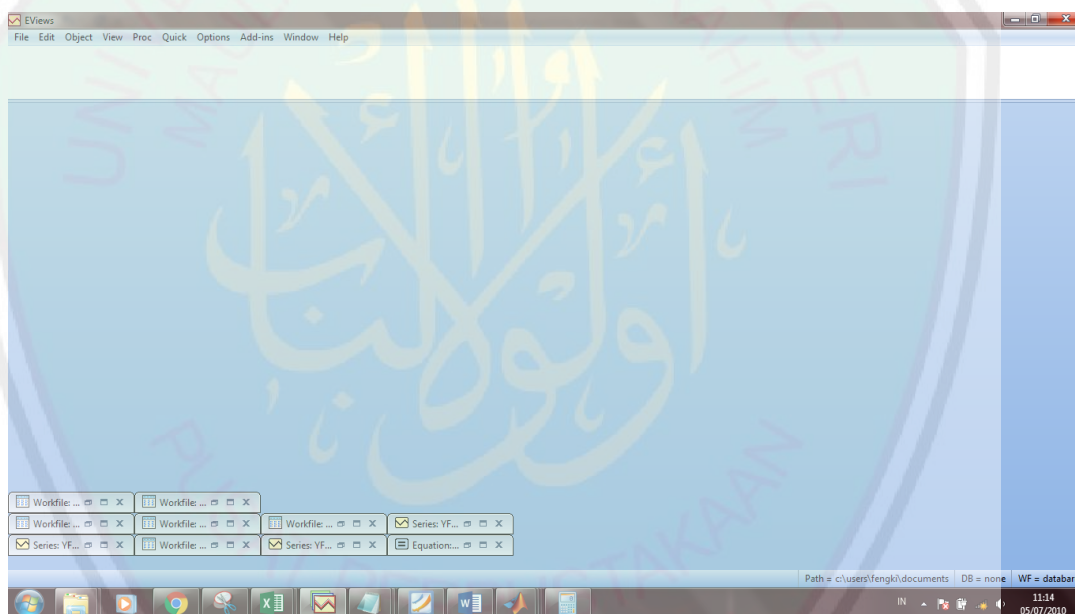 EViews
File Edit Object View Proc Quick Options Add-ins Window Help
Workfile: ... Workfile: ...
Workfile: ... Workfile: ... Workfile: ... Series: YF...
Series: YF... Workfile: ... Series: YF... Equation:...
Path = c:\users\fengki\documents DB = none WF = databar
IN 11:14
05/07/2010